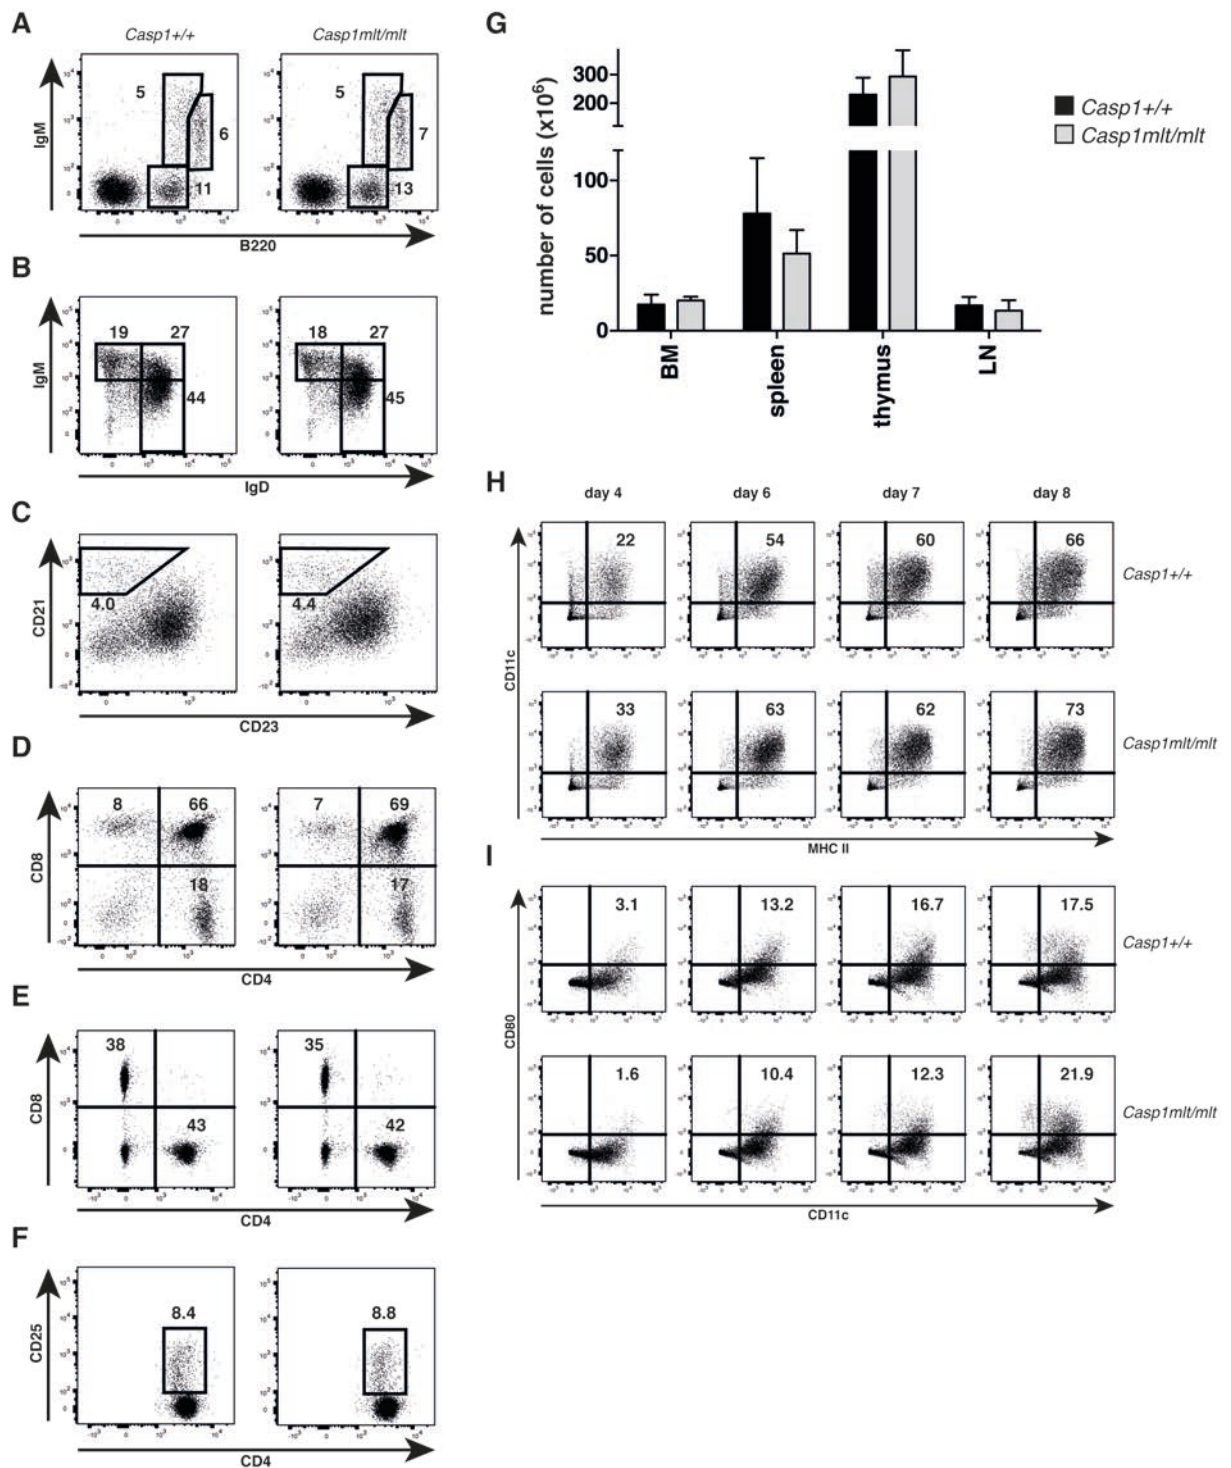 A
Casp1+/+ Casp1mlt/mlt
IgM
5
6
11
5
7
13
B220
B
IgM
19 27
44
18 27
45
IgD
C
CD21
4.0
4.4
CD23
D
CD8
8 66
18
7 69
17
CD4
E
CD8
38
43
35
42
CD4
F
CD25
8.4
8.8
CD4
G
number of cells (x10⁶)
300
200
100
50
0
BM
spleen
thymus
LN
Casp1+/+
Casp1mlt/mlt
H
day 4 day 6 day 7 day 8
CD11c
22 54 60 66
Casp1+/+
33 63 62 73
Casp1mlt/mlt
MHC II
I
CD80
3.1 13.2 16.7 17.5
Casp1+/+
1.6 10.4 12.3 21.9
Casp1mlt/mlt
CD11c